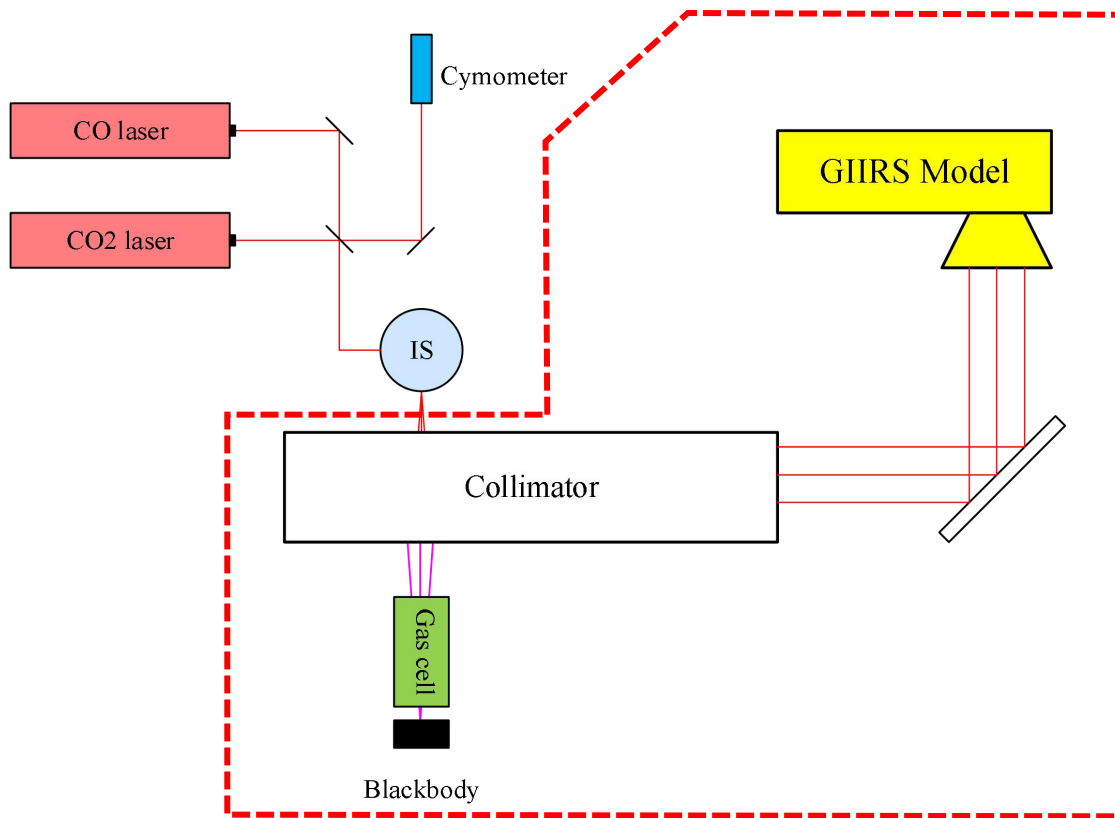 Cymometer
CO laser
GIIRS Model
CO2 laser
IS
Collimator
Gas cell
Blackbody